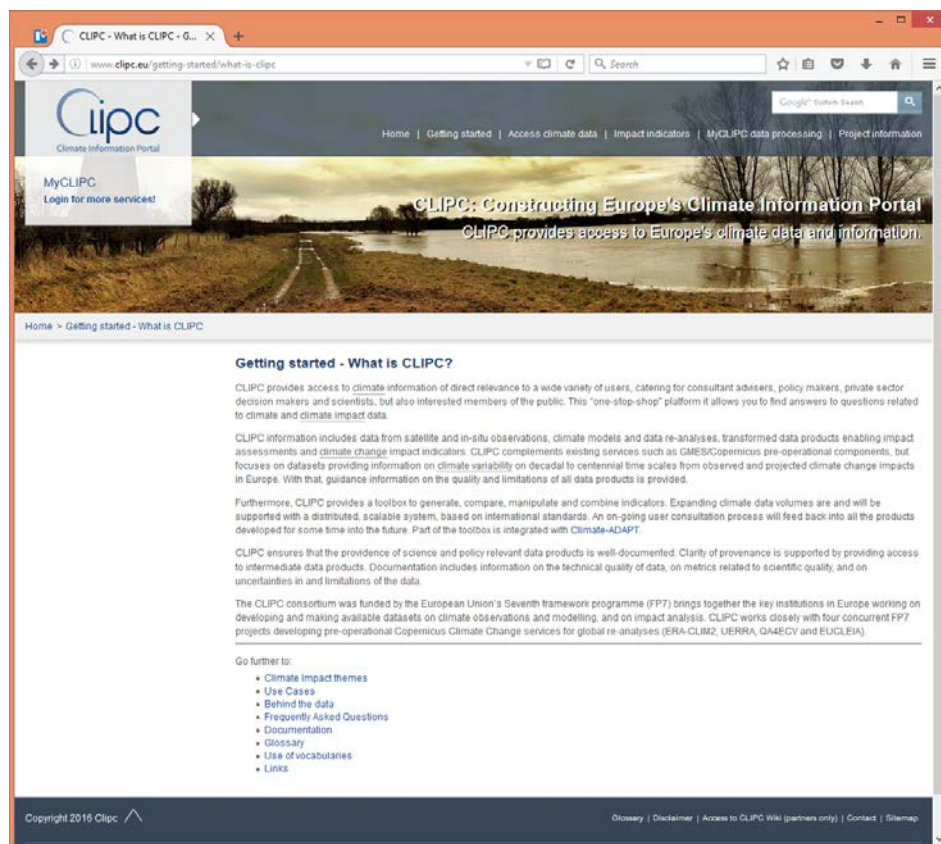 CLIPC - What is CLIPC - G...
www.clipc.eu/getting-started/what-is-clipc
Search
Clipc
Climate Information Portal
Google Custom Search
Home | Getting started | Access climate data | Impact indicators | MyCLIPC data processing | Project information
MyCLIPC
Login for more services!
CLIPC: Constructing Europe's Climate Information Portal
CLIPC provides access to Europe's climate data and information.
Home > Getting started - What is CLIPC
Getting started - What is CLIPC?
CLIPC provides access to climate information of direct relevance to a wide variety of users, catering for consultant advisers, policy makers, private sector
decision makers and scientists, but also interested members of the public. This "one-stop-shop" platform it allows you to find answers to questions related
to climate and climate impact data.
CLIPC information includes data from satellite and in-situ observations, climate models and data re-analyses, transformed data products enabling impact
assessments and climate change impact indicators. CLIPC complements existing services such as GMES/Copernicus pre-operational components, but
focuses on datasets providing information on climate variability on decadal to centennial time scales from observed and projected climate change impacts
in Europe. With that, guidance information on the quality and limitations of all data products is provided.
Furthermore, CLIPC provides a toolbox to generate, compare, manipulate and combine indicators. Expanding climate data volumes are and will be
supported with a distributed, scalable system, based on international standards. An on-going user consultation process will feed back into all the products
developed for some time into the future. Part of the toolbox is integrated with Climate-ADAPT.
CLIPC ensures that the providence of science and policy relevant data products is well-documented. Clarity of provenance is supported by providing access
to intermediate data products. Documentation includes information on the technical quality of data, on metrics related to scientific quality, and on
uncertainties in and limitations of the data.
The CLIPC consortium was funded by the European Union's Seventh framework programme (FP7) brings together the key institutions in Europe working on
developing and making available datasets on climate observations and modelling, and on impact analysis. CLIPC works closely with four concurrent FP7
projects developing pre-operational Copernicus Climate Change services for global re-analyses (ERA-CLIM2, UERRA, QA4ECV and EUCLEIA).
Go further to:
Climate impact themes
Use Cases
Behind the data
Frequently Asked Questions
Documentation
Glossary
Use of vocabularies
Links
Copyright 2016 Clipc
Glossary | Disclaimer | Access to CLIPC Wiki (partners only) | Contact | Sitemap